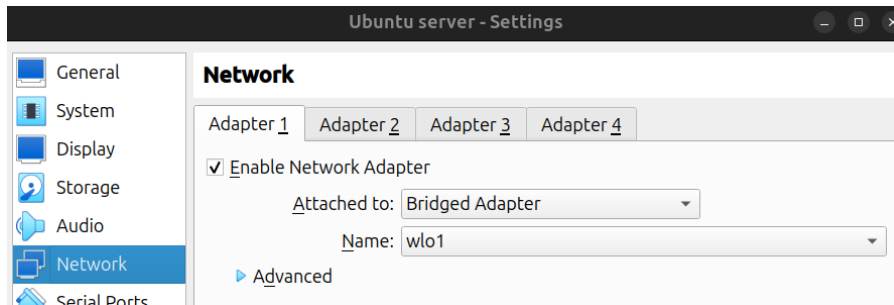 Ubuntu server - Settings
General
System
Display
Storage
Audio
Network
Serial Ports
Network
Adapter 1
Adapter 2
Adapter 3
Adapter 4
Enable Network Adapter
Attached to: Bridged Adapter
Name: wlo1
Advanced